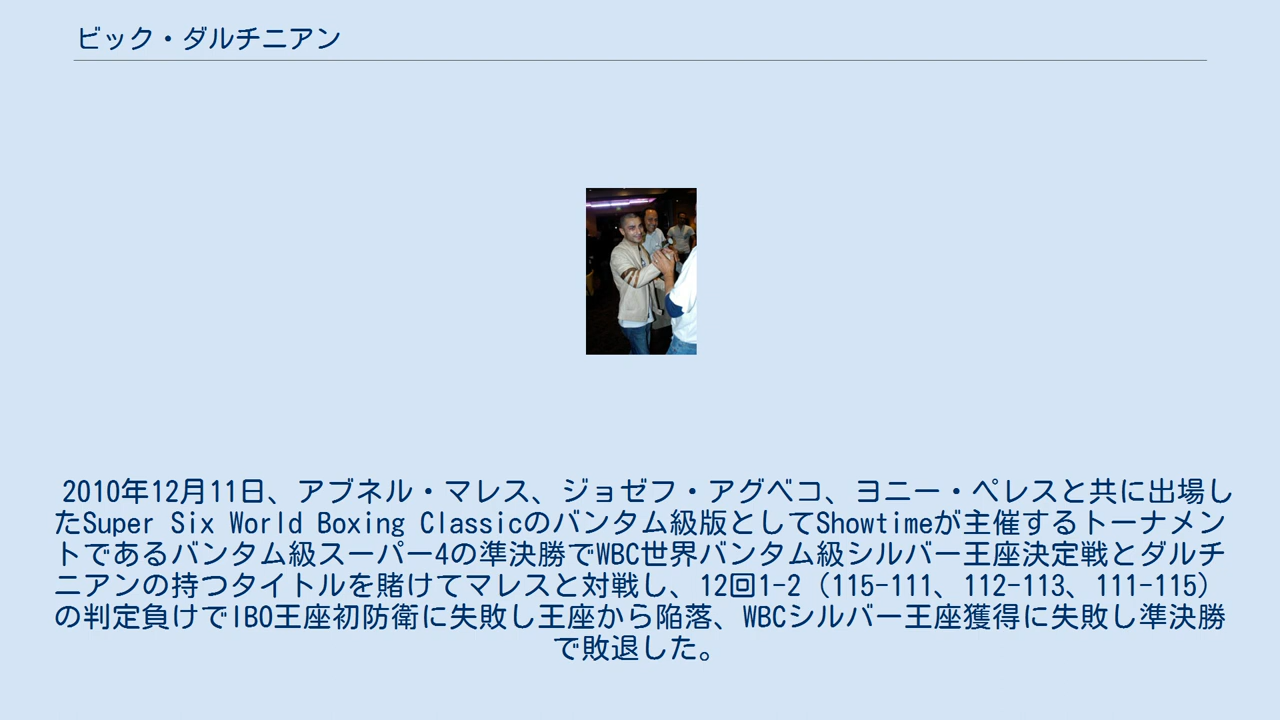 ビック・ダルチニアン
2010年12月11日、アブネル・マレス、ジョゼフ・アグベコ、ヨニー・ペレスと共に出場し
たSuper Six World Boxing Classicのバンタム級版としてShowtimeが主催するトーナメン
トであるバンタム級スーパー4の準決勝でWBC世界バンタム級シルバー王座決定戦とダルチ
ニアンの持つタイトルを賭けてマレスと対戦し、12回1-2（115-111、112-113、111-115）
の判定負けでIBO王座初防衛に失敗し王座から陥落、WBCシルバー王座獲得に失敗し準決勝
で敗退した。